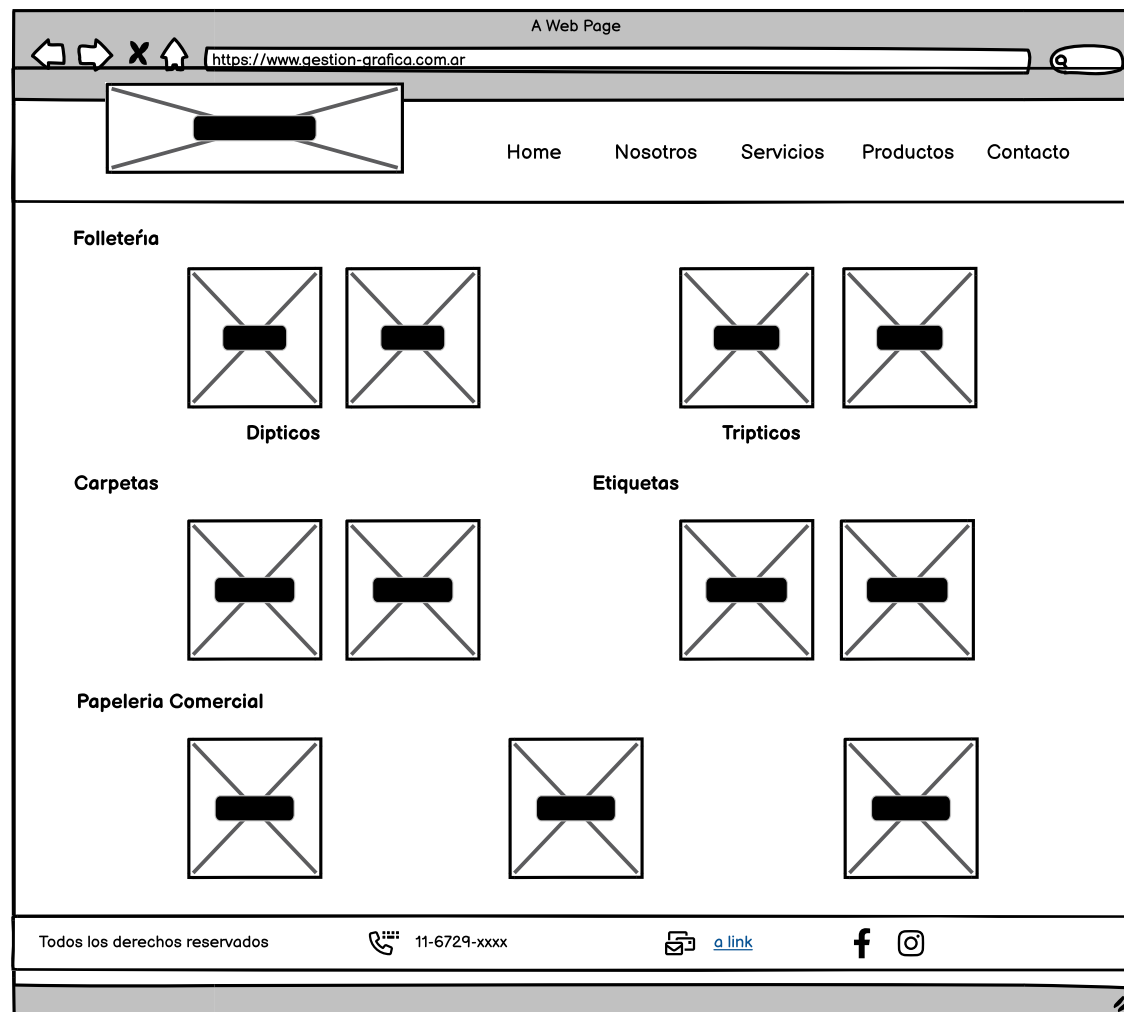 A Web Page
https://www.gestion-grafica.com.ar
Home Nosotros Servicios Productos Contacto
Folleteŕıa
Dipticos Tripticos
Carpetas Etiquetas
Papeleria Comercial
Todos los derechos reservados 11-6729-xxxx a link